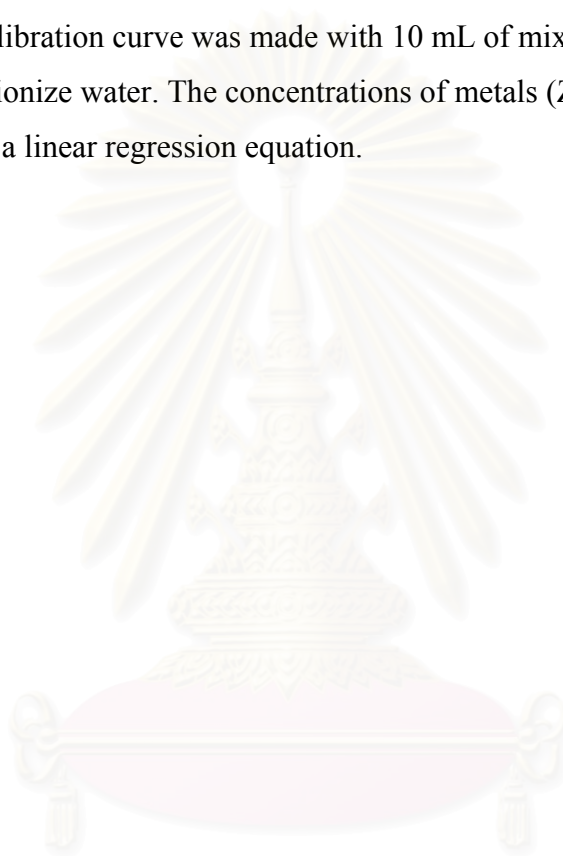 libration curve was made with 10 mL of mix
ionize water. The concentrations of metals (
a linear regression equation.